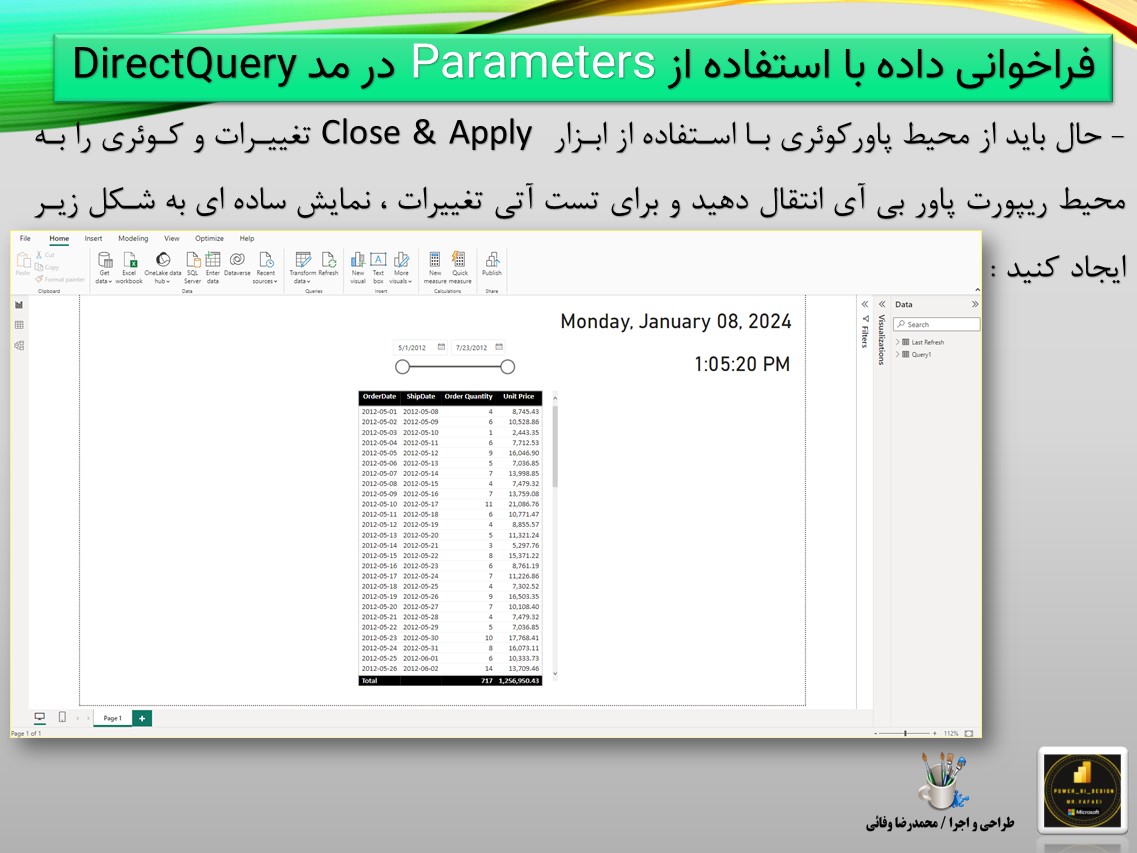 فراخوانی داده با استفاده از Parameters در مد DirectQuery
- حال باید از محیط پاورکوئری با استفاده از ابزار Close & Apply تغییرات و کوئری را به
محیط ریپورت پاور بی آی انتقال دهید و برای تست آتی تغییرات ، نمایش ساده ای به شکل زیر
ایجاد کنید :
File Home Insert Modeling View Optimize Help
Paste Cut Copy Format painter
Get data Excel workbook OneLake data hub SQL Server Enter data Dataverse Recent sources Transform data Refresh New visual Text box More visuals New measure Quick measure Publish
Clipboard Data Queries Insert Calculations Share
Monday, January 08, 2024
1:05:20 PM
5/1/2012 7/23/2012
OrderDate ShipDate Order Quantity Unit Price
2012-05-01 2012-05-08 4 8,745.43
2012-05-02 2012-05-09 6 10,528.86
2012-05-03 2012-05-10 1 2,443.35
2012-05-04 2012-05-11 6 7,712.53
2012-05-05 2012-05-12 9 16,046.90
2012-05-06 2012-05-13 5 7,036.85
2012-05-07 2012-05-14 7 13,998.85
2012-05-08 2012-05-15 4 7,479.32
2012-05-09 2012-05-16 7 13,759.08
2012-05-10 2012-05-17 11 21,086.76
2012-05-11 2012-05-18 6 10,771.47
2012-05-12 2012-05-19 4 8,855.57
2012-05-13 2012-05-20 5 11,321.24
2012-05-14 2012-05-21 3 5,297.76
2012-05-15 2012-05-22 8 15,371.22
2012-05-16 2012-05-23 6 8,761.19
2012-05-17 2012-05-24 7 11,226.86
2012-05-18 2012-05-25 4 7,302.52
2012-05-19 2012-05-26 9 16,503.35
2012-05-20 2012-05-27 7 10,108.40
2012-05-21 2012-05-28 4 7,479.32
2012-05-22 2012-05-29 5 7,036.85
2012-05-23 2012-05-30 10 17,768.41
2012-05-24 2012-05-31 8 16,073.11
2012-05-25 2012-06-01 6 10,333.73
2012-05-26 2012-06-02 14 13,709.46
Total 717 1,256,950.43
Filters
Visualizations
Data
Search
Last Refresh
Query1
Page 1
Page 1 of 1
112%
طراحی و اجرا / محمدرضا وفائی
POWER_BI_DESIGN
MR.VAFAEI
Microsoft